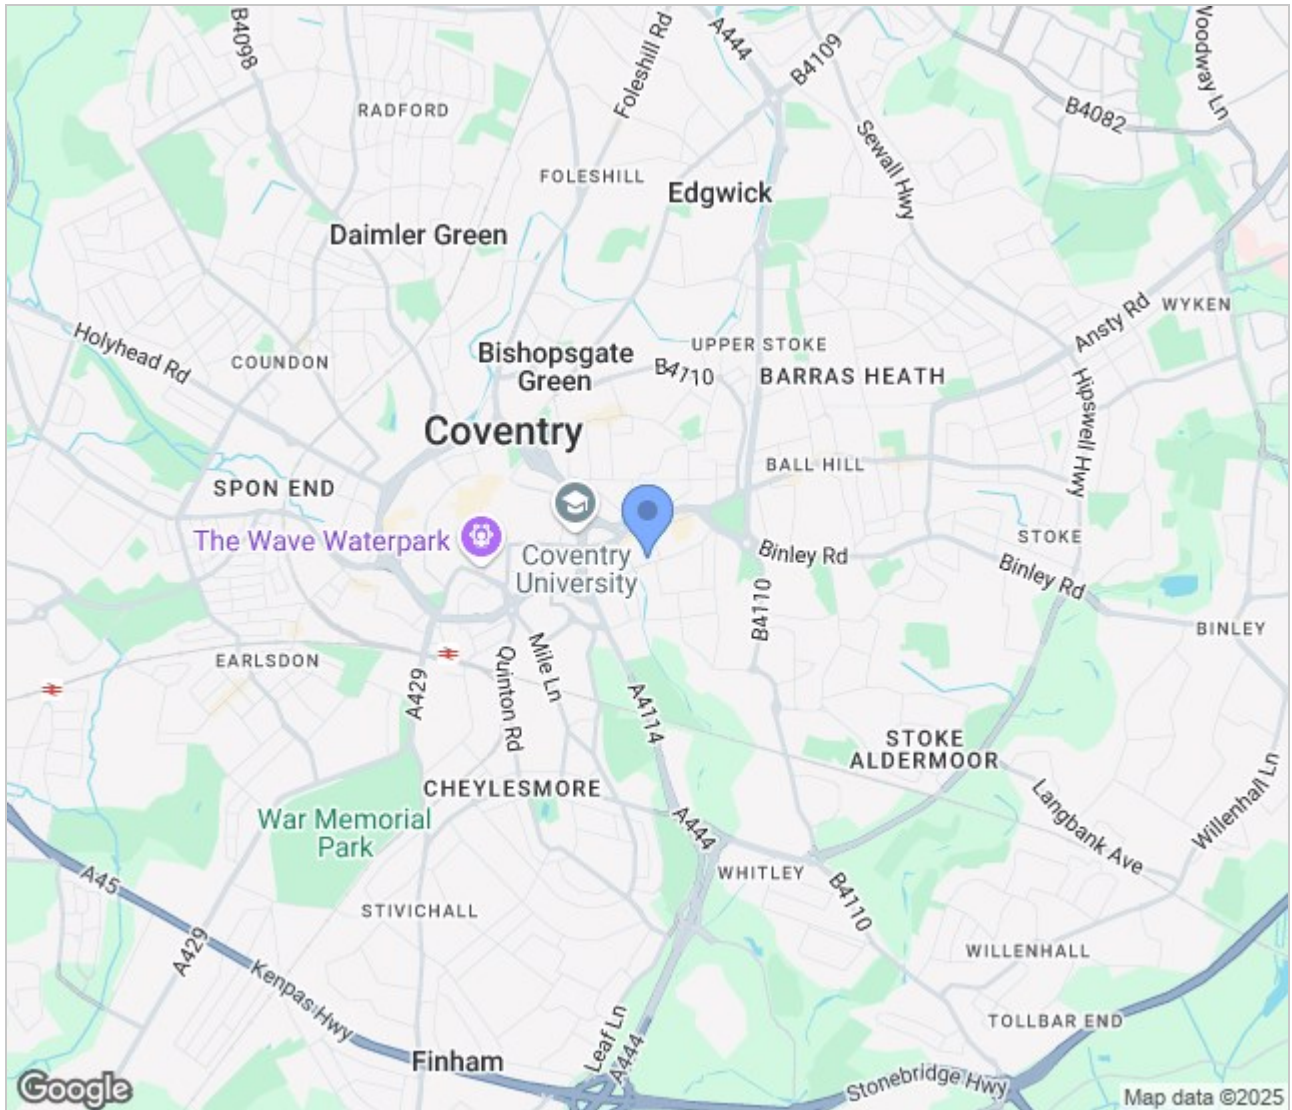 B4098
Foleshill Rd
A444
B4109
Woodway Ln
RADFORD
B4082
Sewall Hwy
FOLESHILL
Edgwick
Daimler Green
WYKEN
Ansty Rd
Holyhead Rd
UPPER STOKE
Bishopsgate
Green
COUNDON
B4110
BARRAS HEATH
Hipswell Hwy
Coventry
BALL HILL
SPON END
The Wave Waterpark
Coventry
University
Binley Rd
STOKE
Binley Rd
B4110
BINLEY
EARLSDON
Mile Ln
Quinton Rd
A429
A4114
STOKE
ALDERMOOR
CHEYLESMORE
Langbank Ave
Willenhall Ln
War Memorial
Park
A444
WHITLEY
A45
B4110
STIVICHALL
A429
WILLENHALL
Kenpas Hwy
TOLLBAR END
Leaf Ln
A444
Finham
Stonebridge Hwy
Google
Map data ©2025